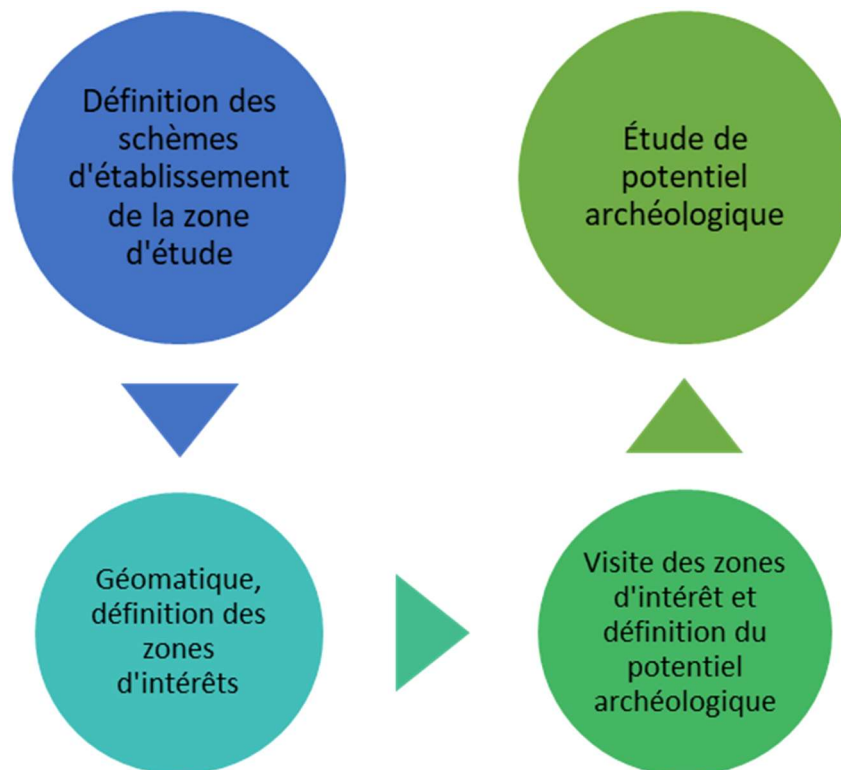 Définition des
schèmes
d'établissement
de la zone
d'étude
Géomatique,
définition des
zones
d'intérêts
Visite des zones
d'intérêt et
définition du
potentiel
archéologique
Étude de
potentiel
archéologique